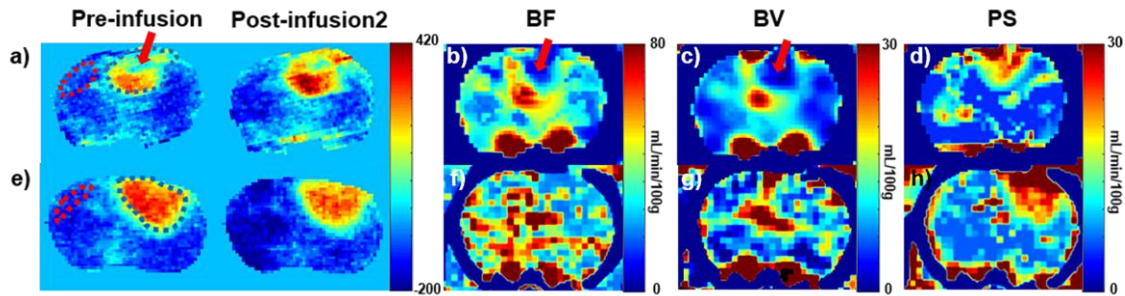 Pre-infusion Post-infusion2 BF BV PS
a) 420 b) 80 c) 30 d) 30
mL/min/100g mL/100g mL/min/100g
e) f) g) h)
-200 0 0 0